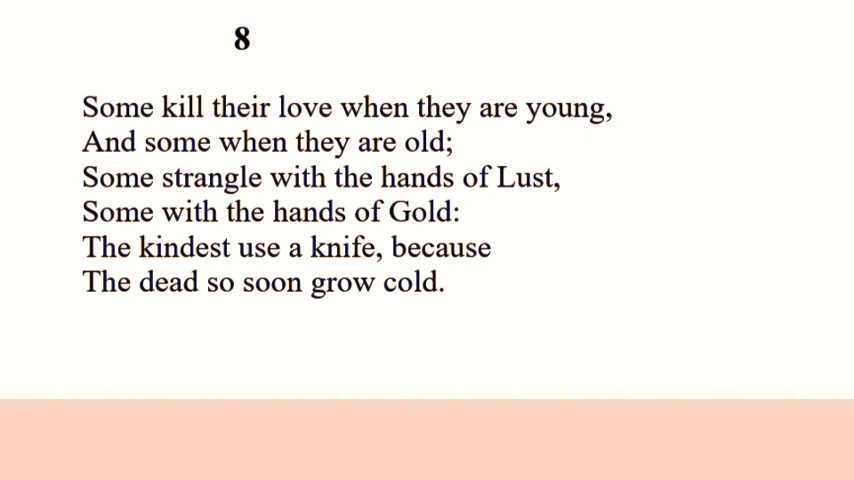 8
Some kill their love when they are young,
And some when they are old;
Some strangle with the hands of Lust,
Some with the hands of Gold:
The kindest use a knife, because
The dead so soon grow cold.